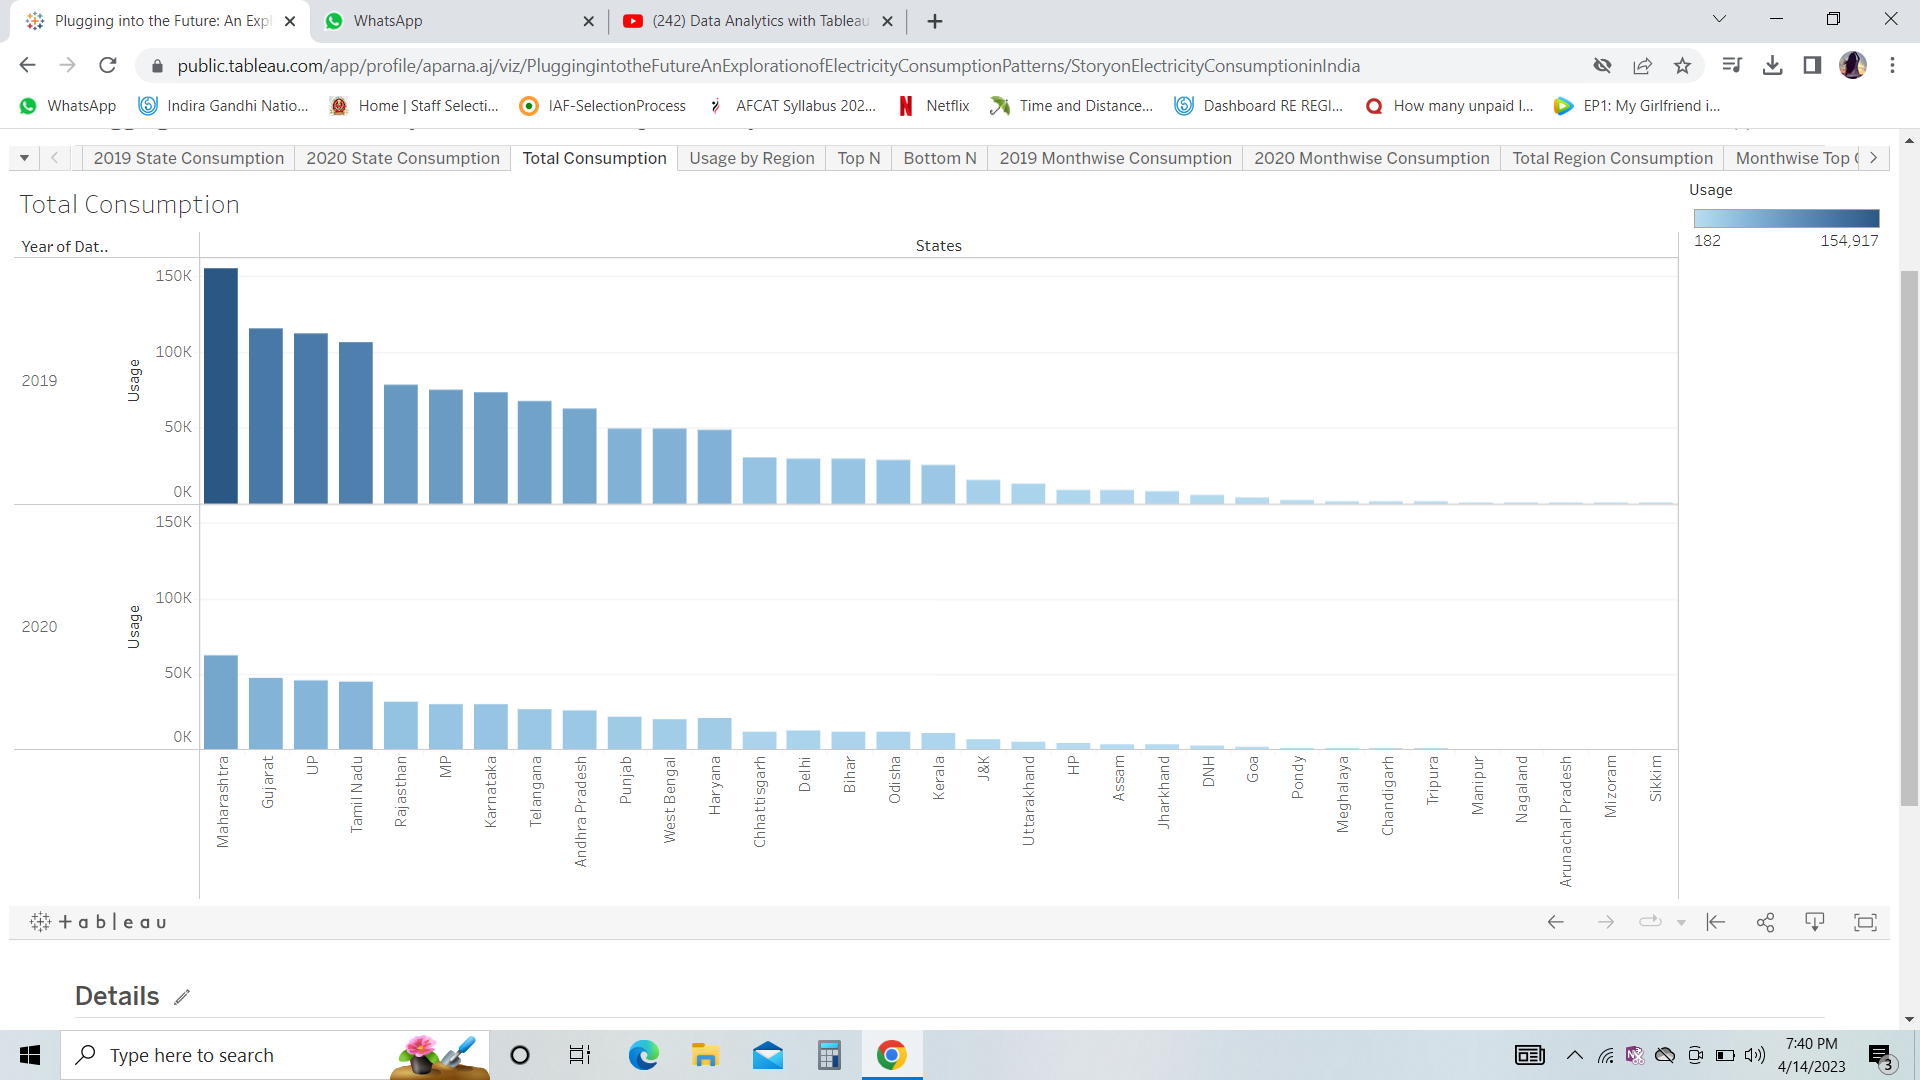 Plugging into the Future: An Expl
WhatsApp
(242) Data Analytics with Tableau
public.tableau.com/app/profile/aparna.aj/viz/PluggingintotheFutureAnExplorationofElectricityConsumptionPatterns/StoryonElectricityConsumptioninIndia
WhatsApp
Indira Gandhi Natio...
Home | Staff Selecti...
IAF-SelectionProcess
AFCAT Syllabus 202...
Netflix
Time and Distance...
Dashboard RE REGI...
How many unpaid I...
EP1: My Girlfriend i...
2019 State Consumption
2020 State Consumption
Total Consumption
Usage by Region
Top N
Bottom N
2019 Monthwise Consumption
2020 Monthwise Consumption
Total Region Consumption
Monthwise Top
Total Consumption
Usage
182
154,917
Year of Dat..
States
2019
Usage
150K
100K
50K
0K
2020
Usage
150K
100K
50K
0K
Maharashtra
Gujarat
UP
Tamil Nadu
Rajasthan
MP
Karnataka
Telangana
Andhra Pradesh
Punjab
West Bengal
Haryana
Chhattisgarh
Delhi
Bihar
Odisha
Kerala
J&K
Uttarakhand
HP
Assam
Jharkhand
DNH
Goa
Pondy
Meghalaya
Chandigarh
Tripura
Manipur
Nagaland
Arunachal Pradesh
Mizoram
Sikkim
+ a b l e a u
Details
Type here to search
7:40 PM
4/14/2023
3